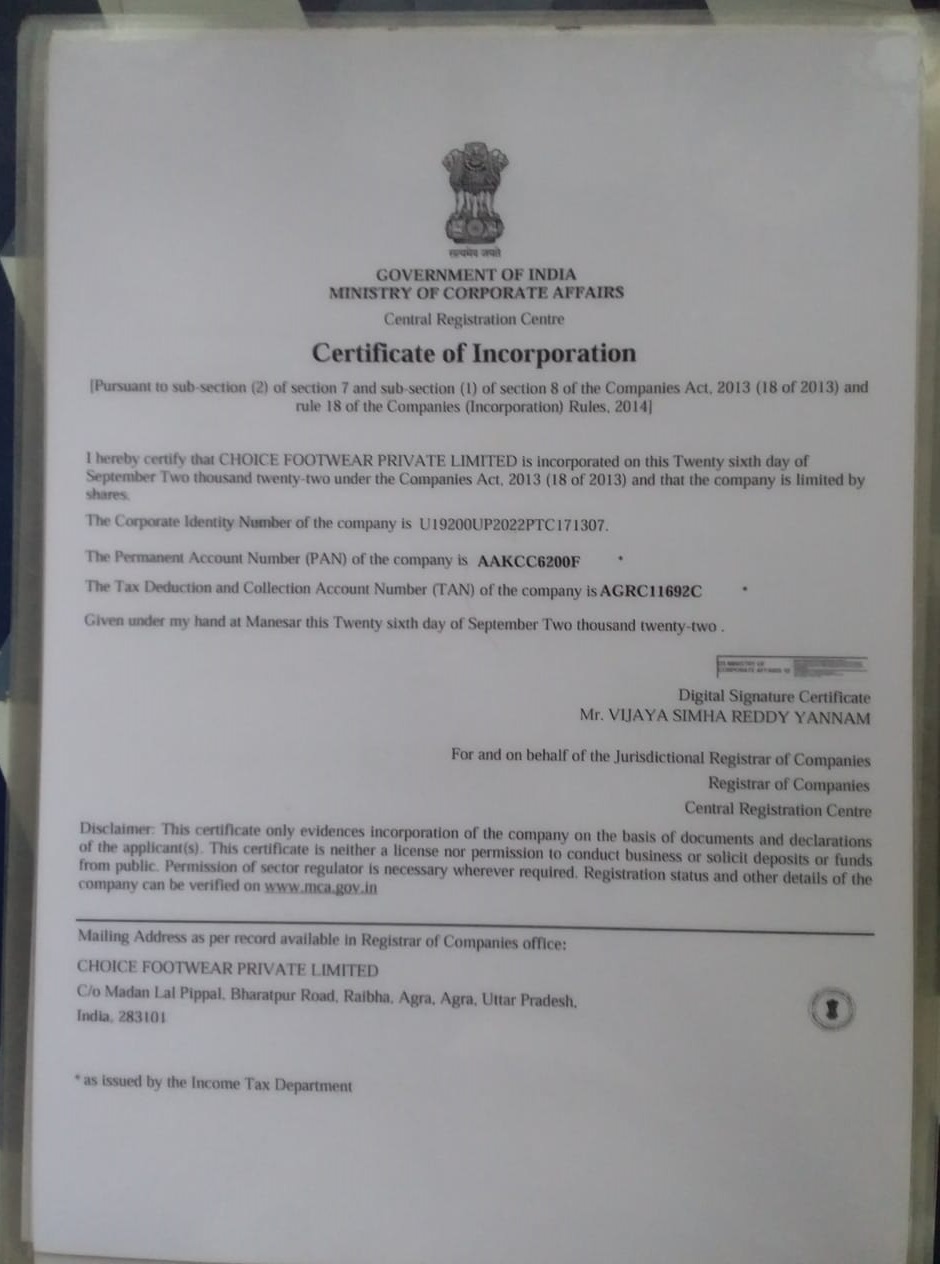 सत्यमेव जयते
GOVERNMENT OF INDIA
MINISTRY OF CORPORATE AFFAIRS
Central Registration Centre
Certificate of Incorporation
[Pursuant to sub-section (2) of section 7 and sub-section (1) of section 8 of the Companies Act, 2013 (18 of 2013) and
rule 18 of the Companies (Incorporation) Rules, 2014]
I hereby certify that CHOICE FOOTWEAR PRIVATE LIMITED is incorporated on this Twenty sixth day of
September Two thousand twenty-two under the Companies Act, 2013 (18 of 2013) and that the company is limited by
shares.
The Corporate Identity Number of the company is U19200UP2022PTC171307.
The Permanent Account Number (PAN) of the company is AAKCC6200F *
The Tax Deduction and Collection Account Number (TAN) of the company is AGRC11692C *
Given under my hand at Manesar this Twenty sixth day of September Two thousand twenty-two .
DS MINISTRY OF
CORPORATE AFFAIRS 10
Digital Signature Certificate
Mr. VIJAYA SIMHA REDDY YANNAM
For and on behalf of the Jurisdictional Registrar of Companies
Registrar of Companies
Central Registration Centre
Disclaimer: This certificate only evidences incorporation of the company on the basis of documents and declarations
of the applicant(s). This certificate is neither a license nor permission to conduct business or solicit deposits or funds
from public. Permission of sector regulator is necessary wherever required. Registration status and other details of the
company can be verified on www.mca.gov.in
Mailing Address as per record available in Registrar of Companies office:
CHOICE FOOTWEAR PRIVATE LIMITED
C/o Madan Lal Pippal, Bharatpur Road, Raibha, Agra, Agra, Uttar Pradesh,
India, 283101
* as issued by the Income Tax Department